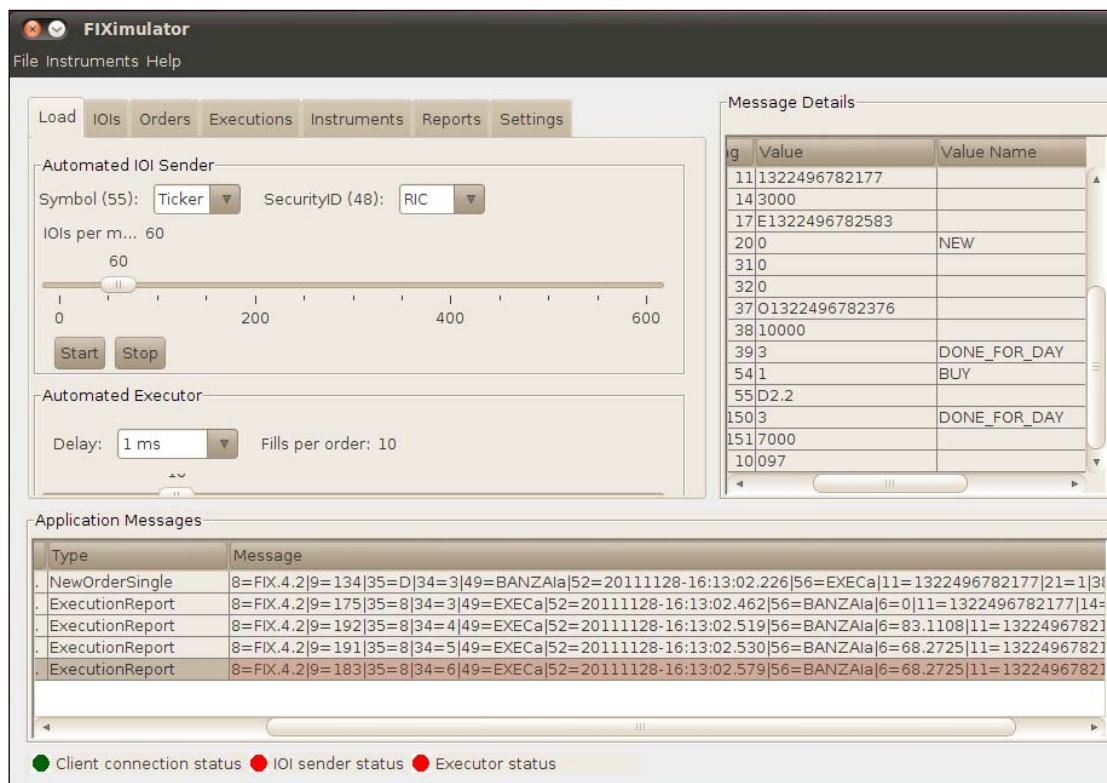 FIXimulator
File Instruments Help
Load IOIs Orders Executions Instruments Reports Settings
Automated IOI Sender
Symbol (55): Ticker SecurityID (48): RIC
IOIs per m... 60
60
0 200 400 600
Start Stop
Automated Executor
Delay: 1 ms Fills per order: 10
Message Details
Value Value Name
11 1322496782177
14 3000
17 E1322496782583
20 0 NEW
31 0
32 0
37 O1322496782376
38 10000
39 3 DONE_FOR_DAY
54 1 BUY
55 D2.2
150 3 DONE_FOR_DAY
151 7000
10 097
Application Messages
Type Message
. NewOrderSingle 8=FIX.4.2|9=134|35=D|34=3|49=BANZAIa|52=20111128-16:13:02.226|56=EXECa|11=1322496782177|21=1|38
. ExecutionReport 8=FIX.4.2|9=175|35=8|34=3|49=EXECa|52=20111128-16:13:02.462|56=BANZAIa|6=0|11=1322496782177|14=
. ExecutionReport 8=FIX.4.2|9=192|35=8|34=4|49=EXECa|52=20111128-16:13:02.519|56=BANZAIa|6=83.1108|11=13224967821
. ExecutionReport 8=FIX.4.2|9=191|35=8|34=5|49=EXECa|52=20111128-16:13:02.530|56=BANZAIa|6=68.2725|11=13224967821
. ExecutionReport 8=FIX.4.2|9=183|35=8|34=6|49=EXECa|52=20111128-16:13:02.579|56=BANZAIa|6=68.2725|11=13224967821
Client connection status IOI sender status Executor status